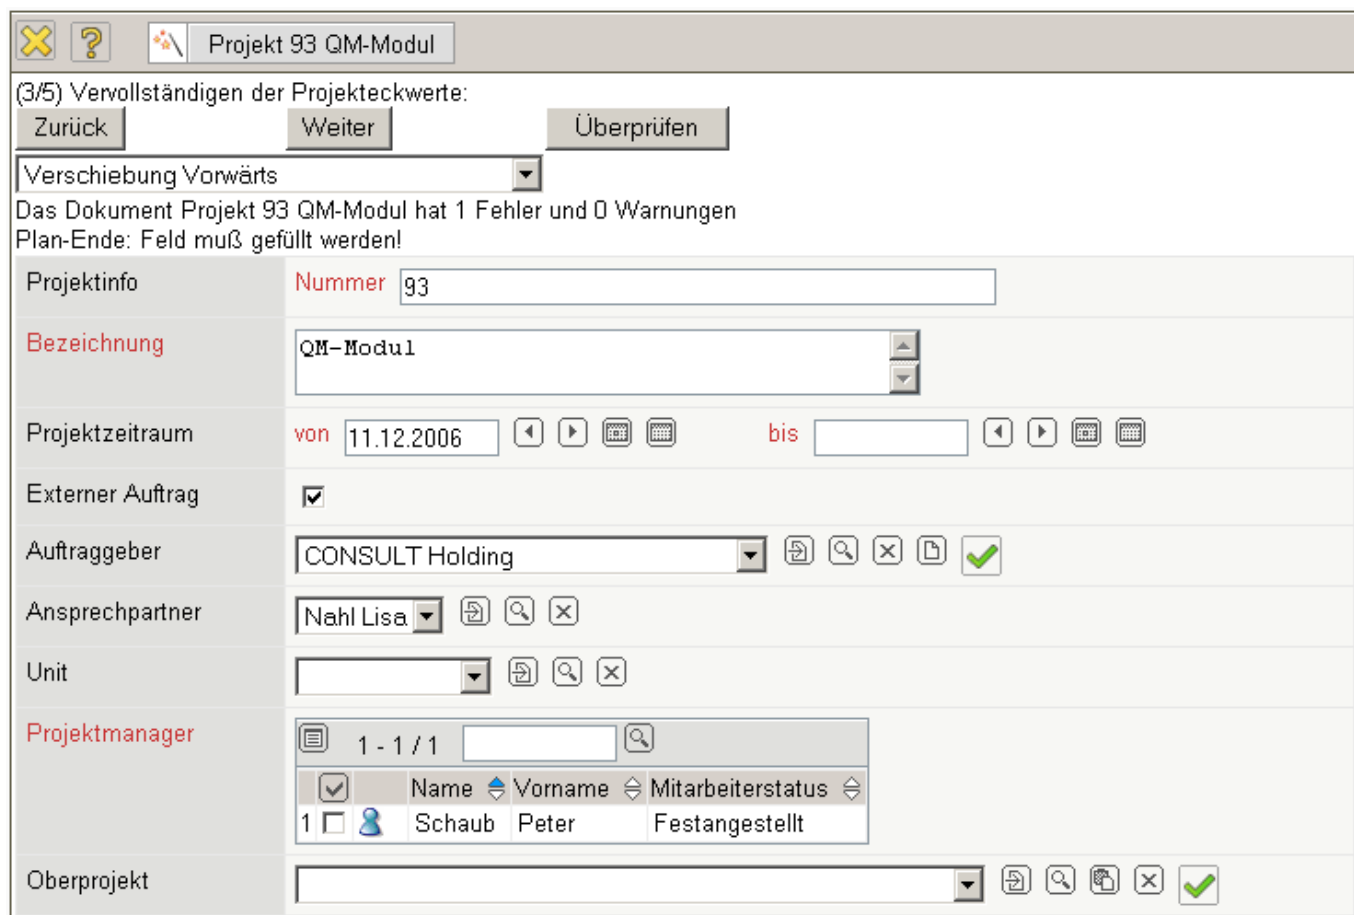 Projekt 93 QM-Modul
(3/5) Vervollständigen der Projekteckwerte:
Zurück Weiter Überprüfen
Verschiebung Vorwärts
Das Dokument Projekt 93 QM-Modul hat 1 Fehler und 0 Warnungen
Plan-Ende: Feld muß gefüllt werden!
Projektinfo Nummer 93
Bezeichnung QM-Modul
Projektzeitraum von 11.12.2006 bis
Externer Auftrag
Auftraggeber CONSULT Holding
Ansprechpartner Nahl Lisa
Unit
Projektmanager 1 - 1 / 1
Name Vorname Mitarbeiterstatus
1 Schaub Peter Festangestellt
Oberprojekt